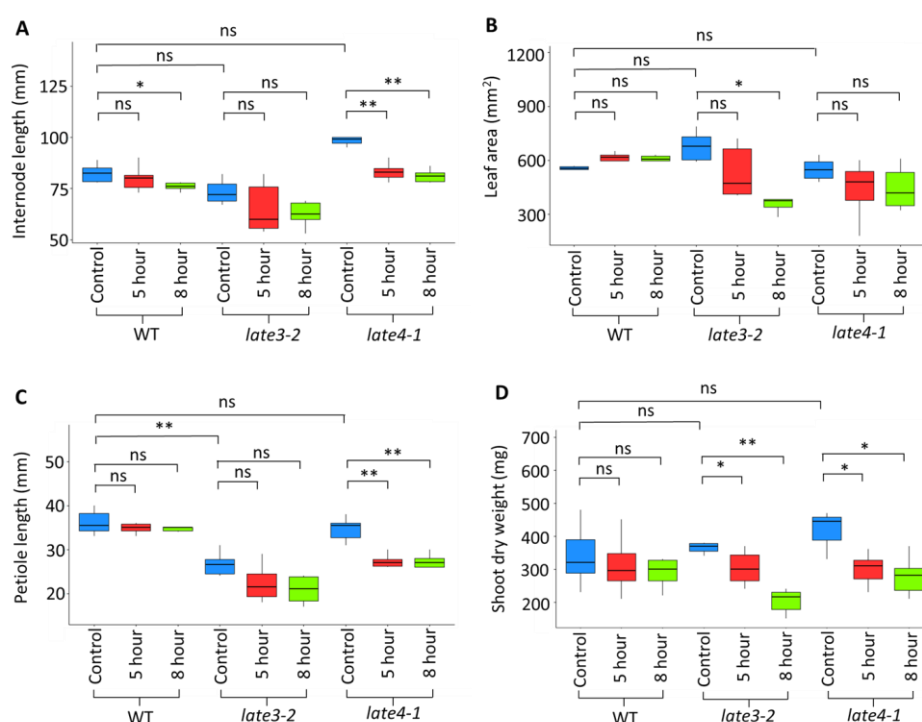 A
ns
ns
ns
*
**
ns
ns
ns
**
Internode length (mm)
125
100
75
50
Control
5 hour
8 hour
Control
5 hour
8 hour
Control
5 hour
8 hour
WT
late3-2
late4-1
B
ns
ns
ns
*
ns
ns
ns
ns
Leaf area (mm²)
1200
900
600
300
Control
5 hour
8 hour
Control
5 hour
8 hour
Control
5 hour
8 hour
WT
late3-2
late4-1
C
ns
**
ns
ns
**
ns
ns
**
Petiole length (mm)
50
40
30
20
Control
5 hour
8 hour
Control
5 hour
8 hour
Control
5 hour
8 hour
WT
late3-2
late4-1
D
ns
ns
ns
**
*
ns
*
*
Shoot dry weight (mg)
700
600
500
400
300
200
Control
5 hour
8 hour
Control
5 hour
8 hour
Control
5 hour
8 hour
WT
late3-2
late4-1